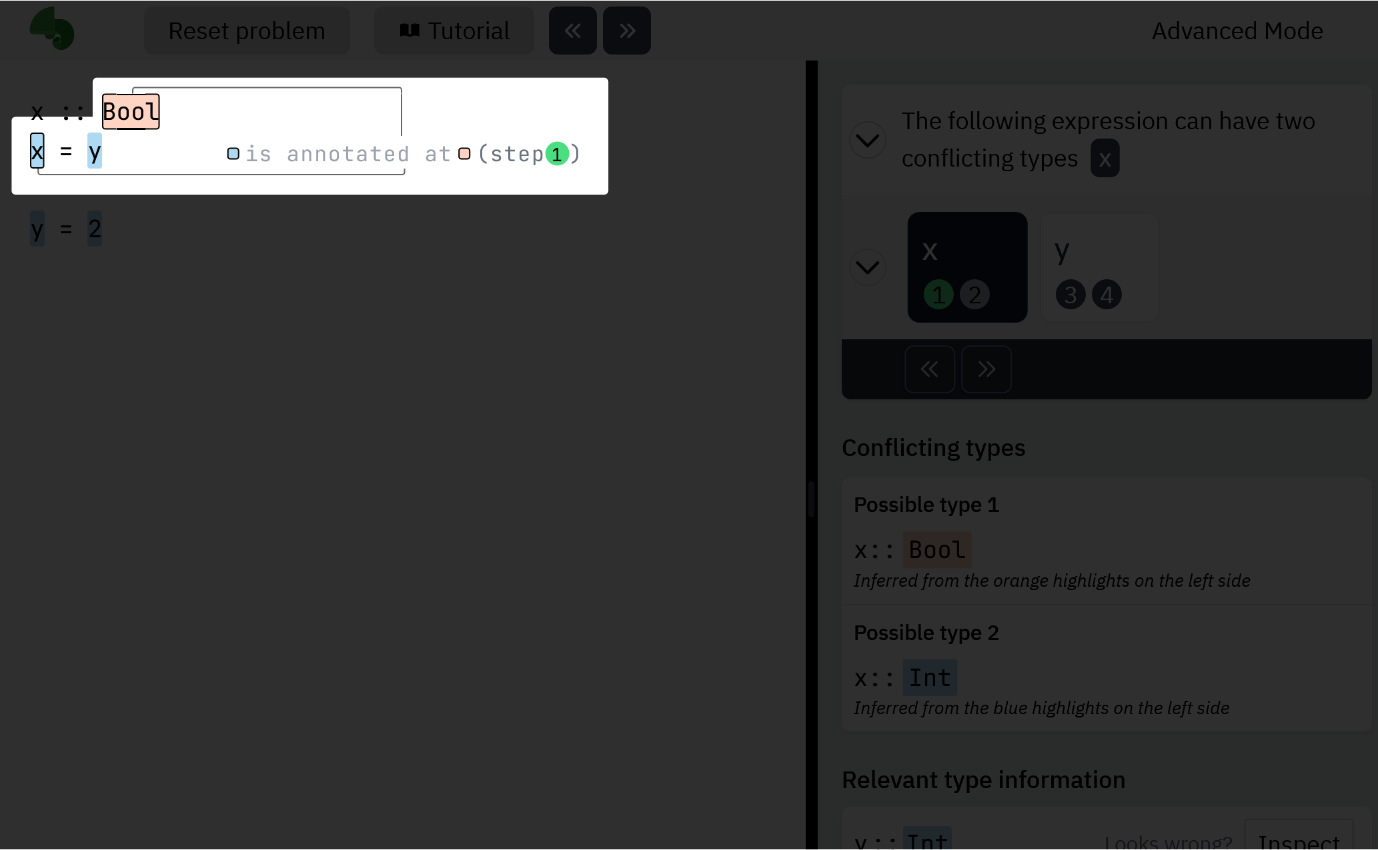 Reset problem Tutorial « » Advanced Mode
x :: Bool
x = y is annotated at (step 1)
y = 2
The following expression can have two
conflicting types x
x y
1 2 3 4
« »
Conflicting types
Possible type 1
x:: Bool
Inferred from the orange highlights on the left side
Possible type 2
x:: Int
Inferred from the blue highlights on the left side
Relevant type information
y:: Int Looks wrong? Inspect